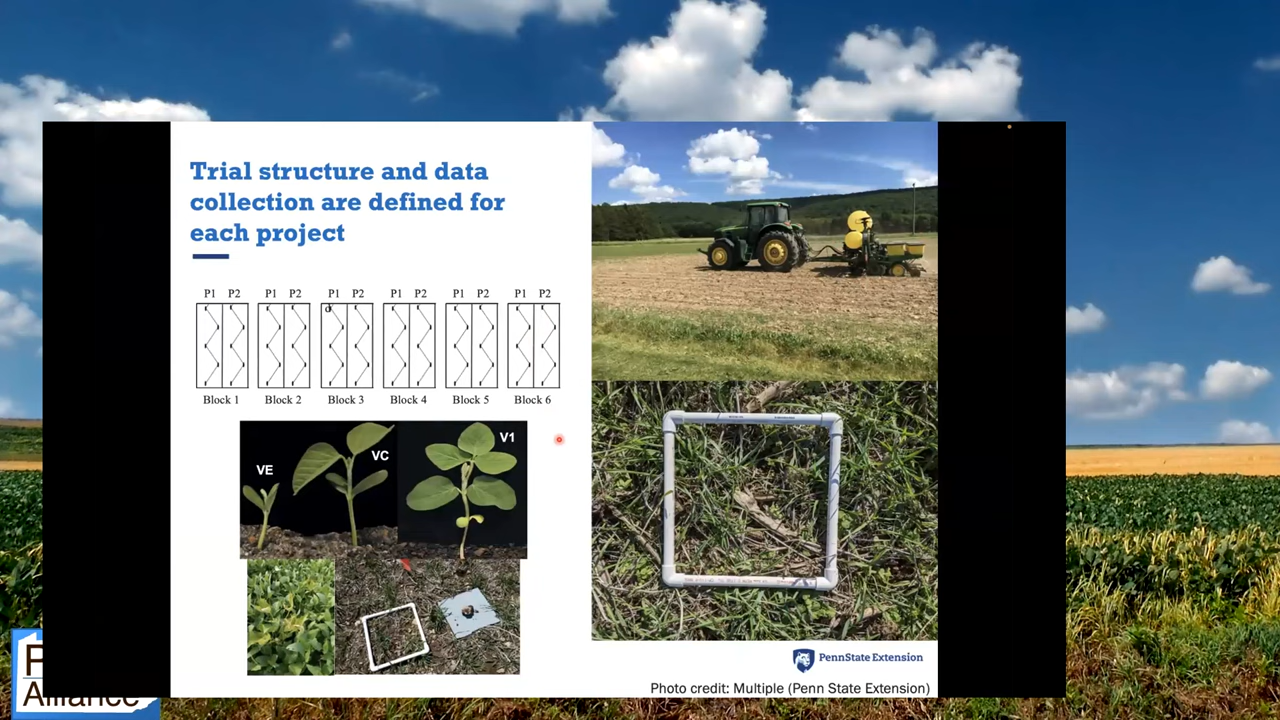 Trial structure and data
collection are defined for
each project
P1 P2 P1 P2 P1 P2 P1 P2 P1 P2 P1 P2
Block 1 Block 2 Block 3 Block 4 Block 5 Block 6
VE VC V1
PennState Extension
Photo credit: Multiple (Penn State Extension)
Alliance